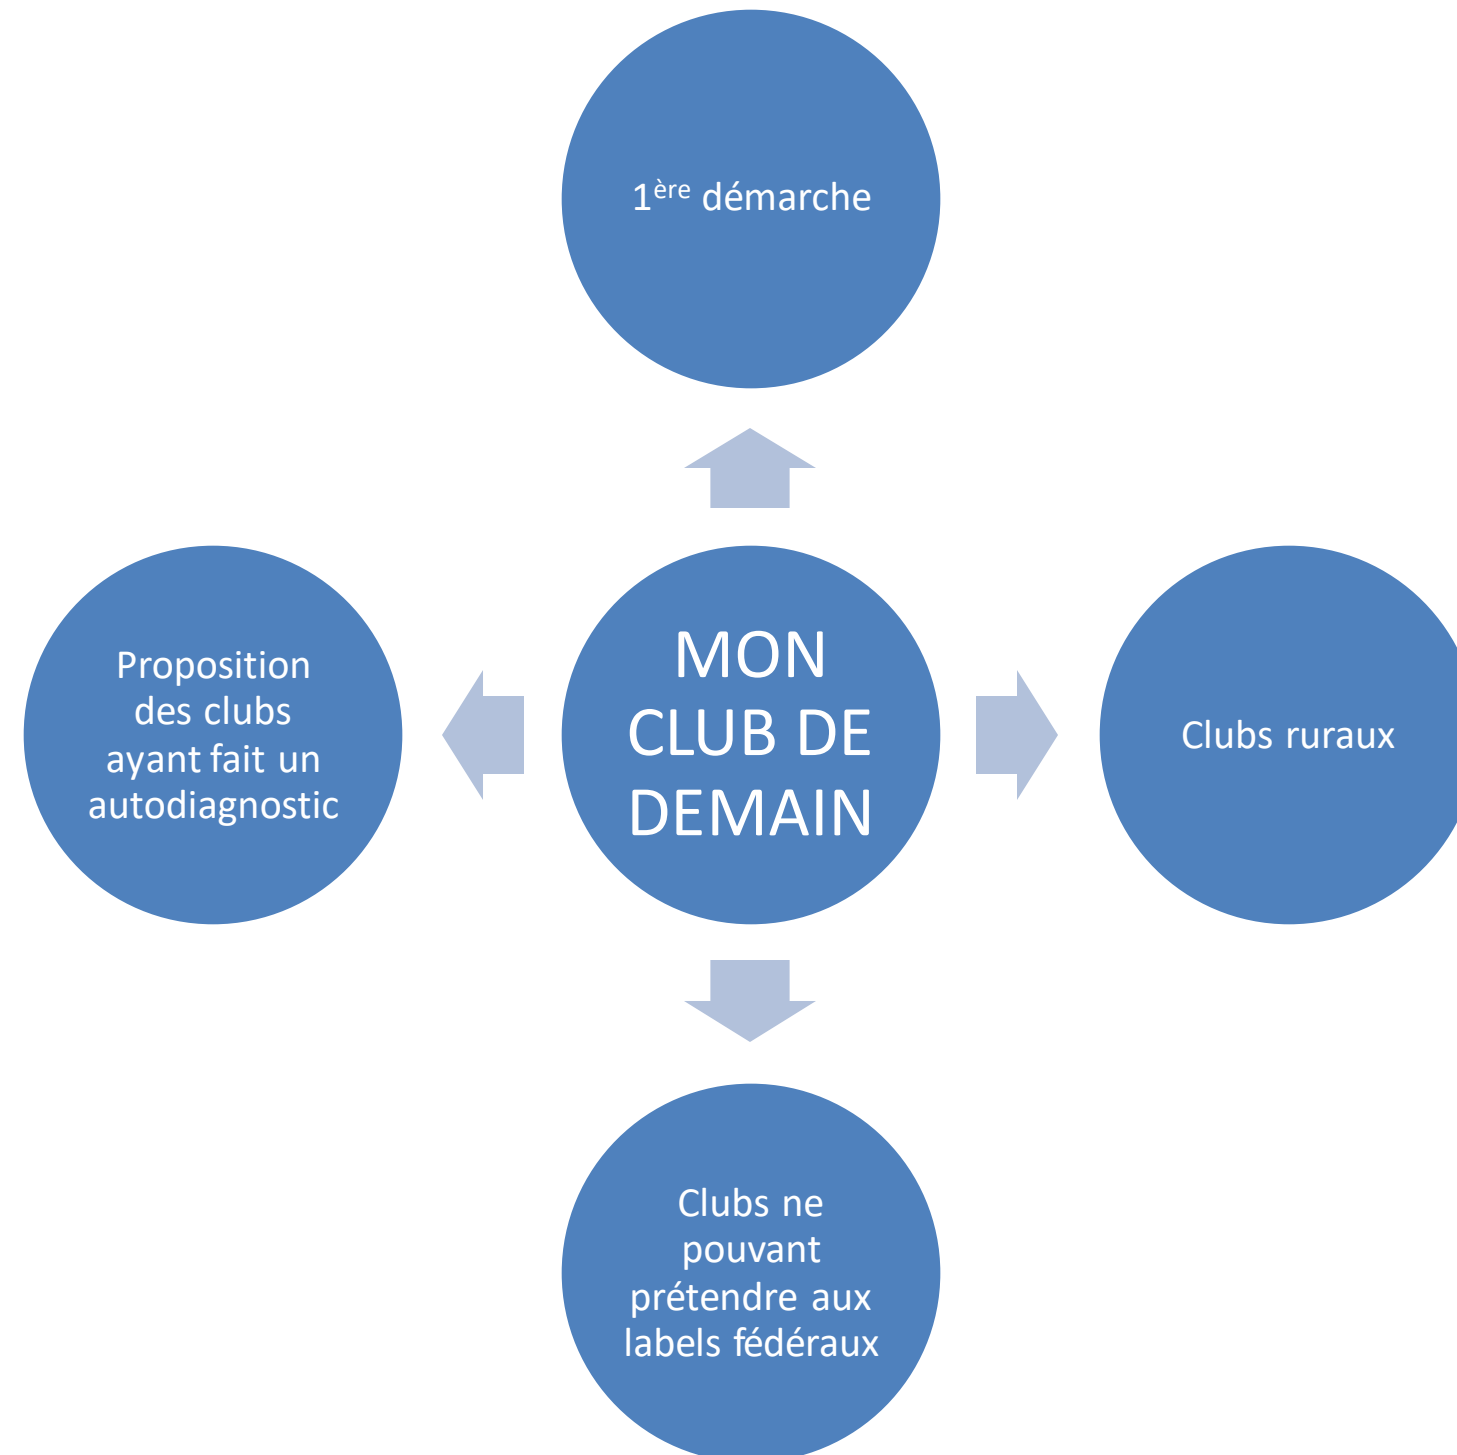 1ère démarche
Proposition
des clubs
ayant fait un
autodiagnostic
MON
CLUB DE
DEMAIN
Clubs ruraux
Clubs ne
pouvant
prétendre aux
labels fédéraux